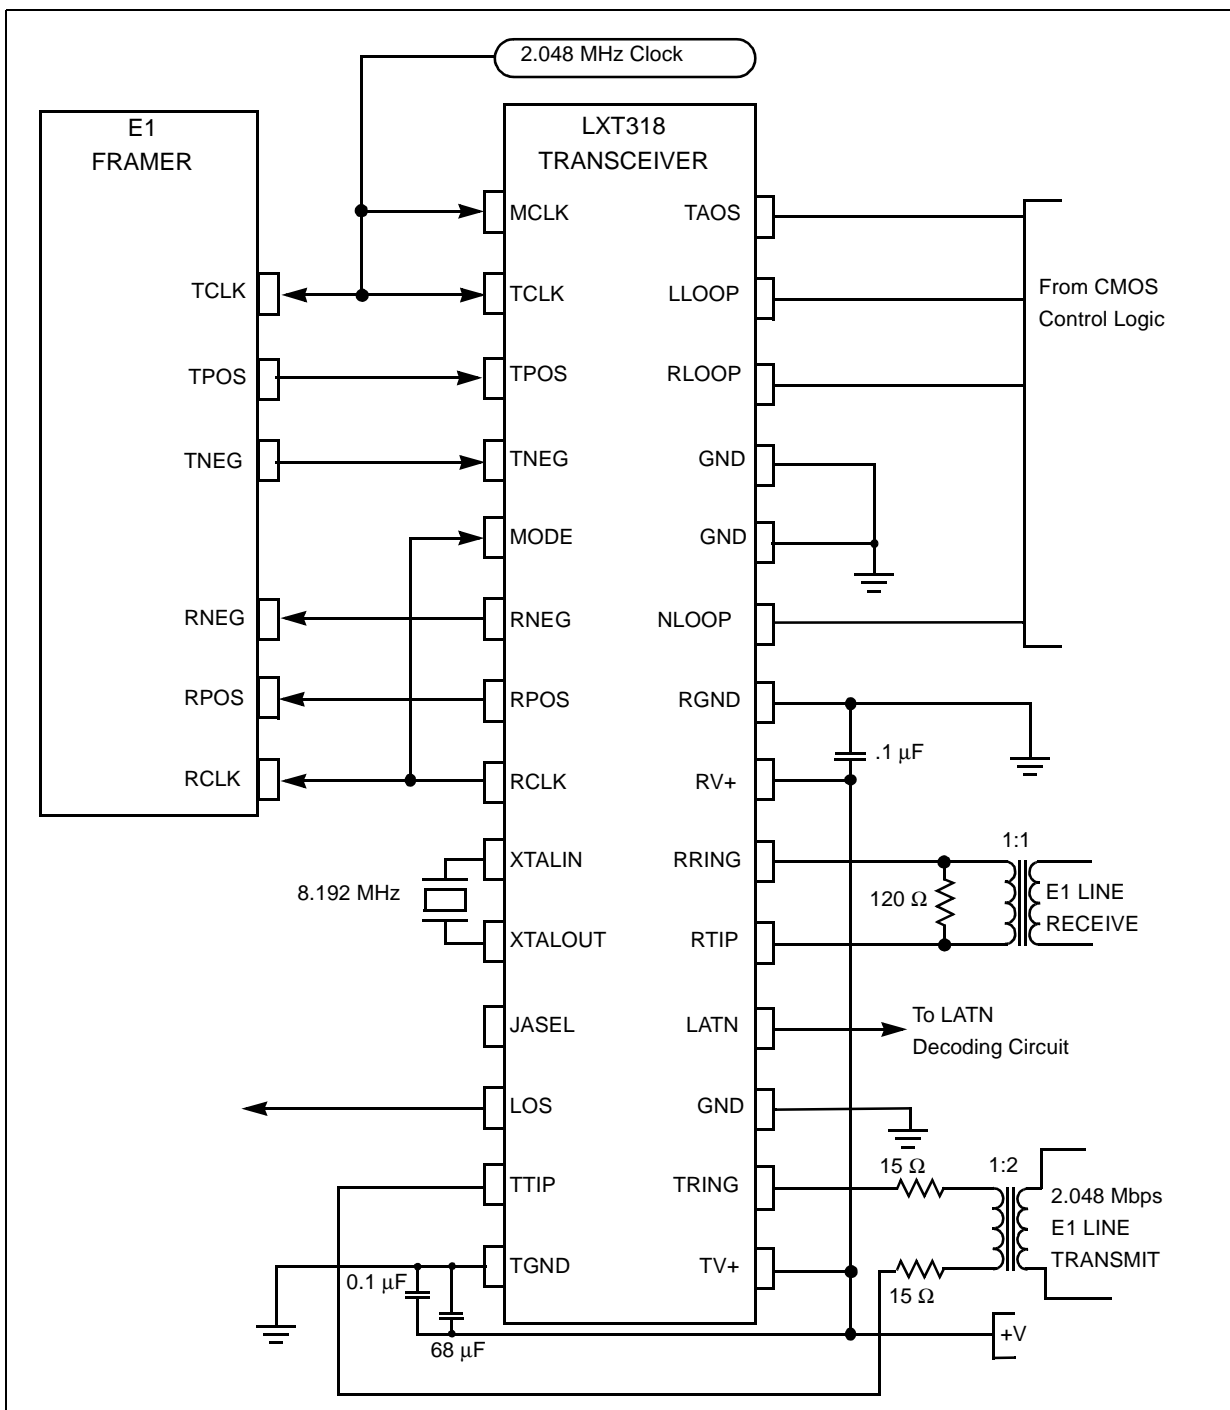 2.048 MHz Clock
E1
FRAMER
LXT318
TRANSCEIVER
MCLK
TAOS
TCLK
TCLK
LLOOP
From CMOS
Control Logic
TPOS
TPOS
RLOOP
TNEG
TNEG
GND
MODE
GND
RNEG
RNEG
NLOOP
RPOS
RPOS
RGND
.1 µF
RCLK
RCLK
RV+
1:1
XTALIN
RRING
8.192 MHz
120 Ω
E1 LINE
RECEIVE
XTALOUT
RTIP
JASEL
LATN
To LATN
Decoding Circuit
LOS
GND
15 Ω
1:2
TTIP
TRING
2.048 Mbps
E1 LINE
TRANSMIT
TGND
TV+
0.1 µF
15 Ω
68 µF
+V